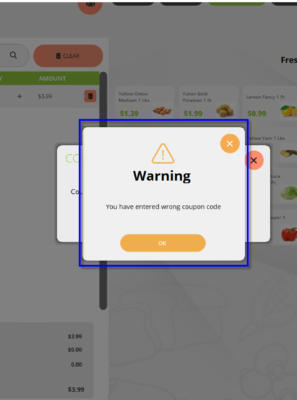 CLEAR
Y AMOUNT
+ $3.99
Fres
Yellow Onion
Medium 1 Lbs
$1.39
Yukon Gold
Potatoes 1 lb
$1.99
Lemon Fancy 1 Pc
$0.99
CO
Co
Warning
You have entered wrong coupon code
OK
Yam 1 Lbs
$3.99
$0.00
0.00
$3.99